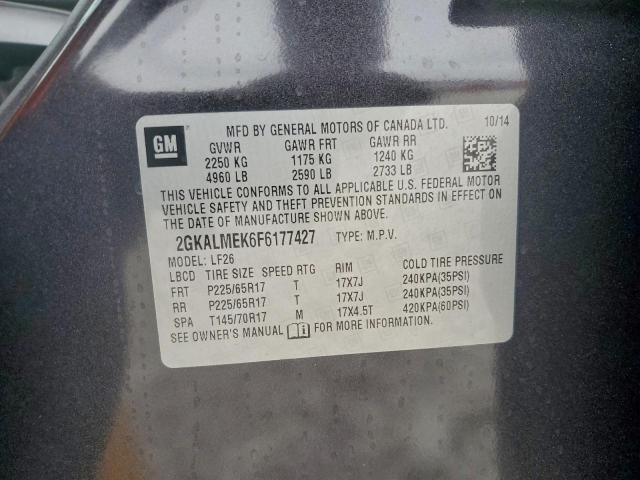 GM
MFD BY GENERAL MOTORS OF CANADA LTD. 10/14
GVWR GAWR FRT GAWR RR
2250 KG 1175 KG 1240 KG
4960 LB 2590 LB 2733 LB
THIS VEHICLE CONFORMS TO ALL APPLICABLE U.S. FEDERAL MOTOR
VEHICLE SAFETY AND THEFT PREVENTION STANDARDS IN EFFECT ON
THE DATE OF MANUFACTURE SHOWN ABOVE.
2GKALMEK6F6177427 TYPE: M.P.V.
MODEL: LF26
LBCD TIRE SIZE SPEED RTG RIM COLD TIRE PRESSURE
FRT P225/65R17 T 17X7J 240KPA(35PSI)
RR P225/65R17 T 17X7J 240KPA(35PSI)
SPA T145/70R17 M 17X4.5T 420KPA(60PSI)
SEE OWNER'S MANUAL FOR MORE INFORMATION.